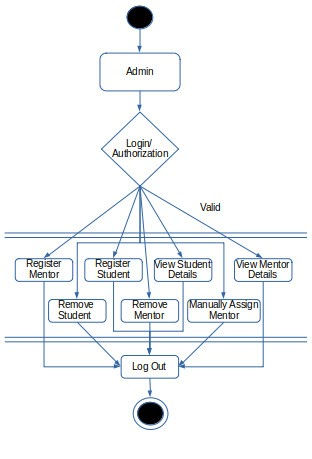 Admin
Login/
Authorization
Valid
Register
Mentor
Register
Student
View Student
Details
View Mentor
Details
Remove
Student
Remove
Mentor
Manually Assign
Mentor
Log Out